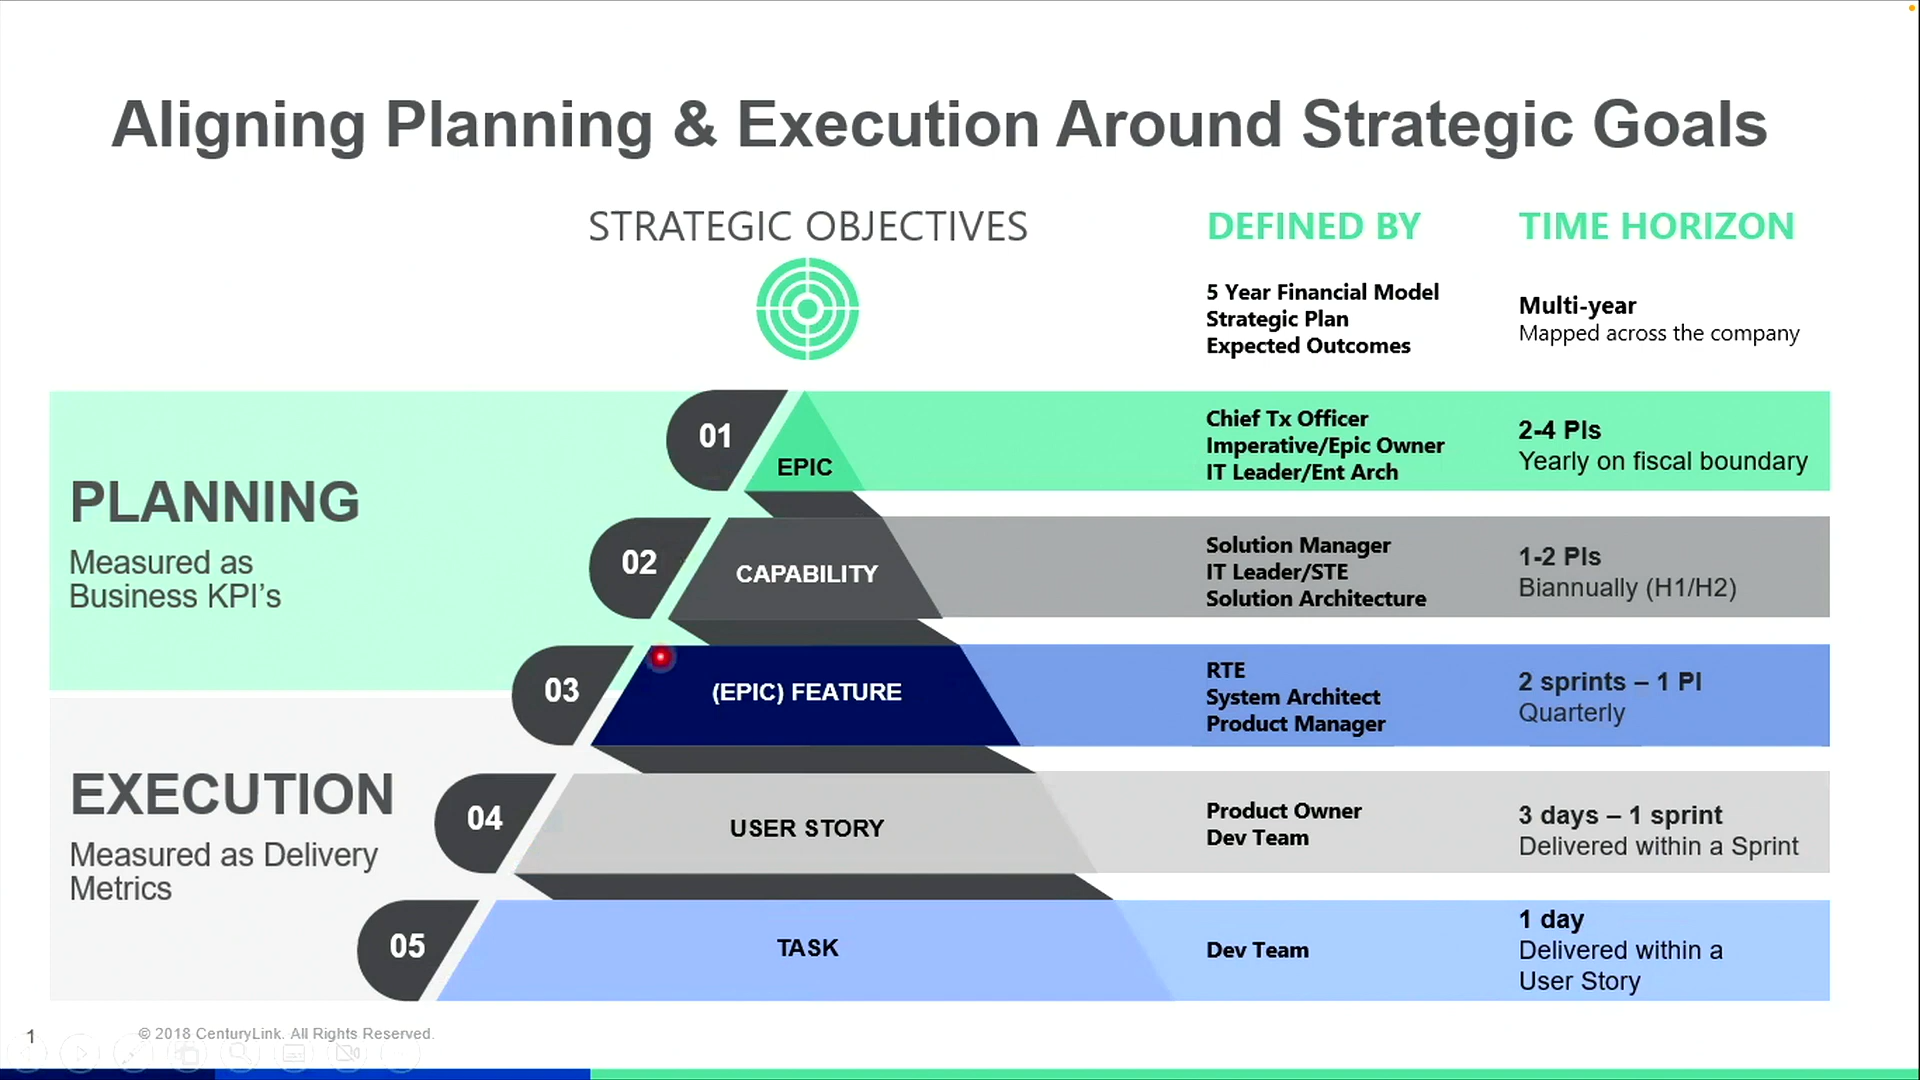 Aligning Planning & Execution Around Strategic Goals
STRATEGIC OBJECTIVES
DEFINED BY
TIME HORIZON
5 Year Financial Model
Strategic Plan
Expected Outcomes
Multi-year
Mapped across the company
PLANNING
Measured as
Business KPI's
01
EPIC
Chief Tx Officer
Imperative/Epic Owner
IT Leader/Ent Arch
2-4 PIs
Yearly on fiscal boundary
02
CAPABILITY
Solution Manager
IT Leader/STE
Solution Architecture
1-2 PIs
Biannually (H1/H2)
03
(EPIC) FEATURE
RTE
System Architect
Product Manager
2 sprints – 1 PI
Quarterly
EXECUTION
Measured as Delivery
Metrics
04
USER STORY
Product Owner
Dev Team
3 days – 1 sprint
Delivered within a Sprint
05
TASK
Dev Team
1 day
Delivered within a
User Story
1
© 2018 CenturyLink. All Rights Reserved.